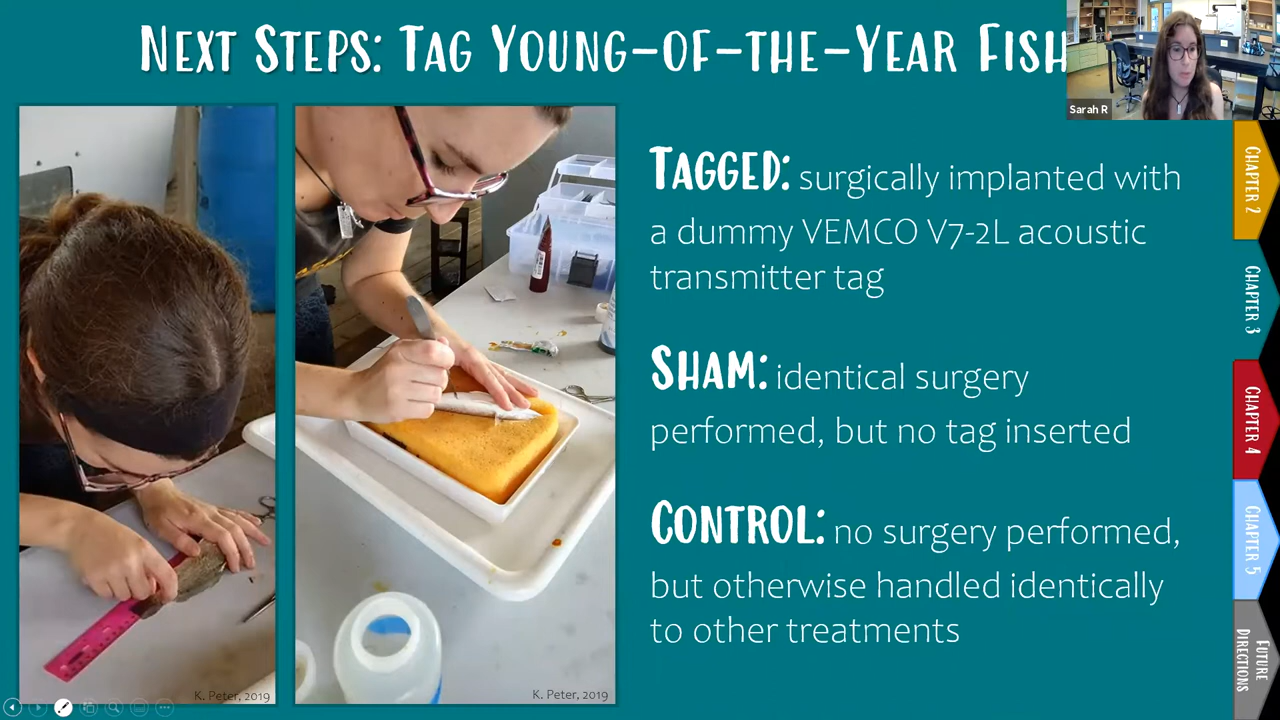 Next Steps: Tag Young-of-the-Year Fish
Sarah R
Tagged: surgically implanted with
a dummy VEMCO V7-2L acoustic
transmitter tag
Sham: identical surgery
performed, but no tag inserted
Control: no surgery performed,
but otherwise handled identically
to other treatments
K. Peter, 2019
K. Peter, 2019
Chapter 2
Chapter 3
Chapter 4
Chapter 5
Future
Directions